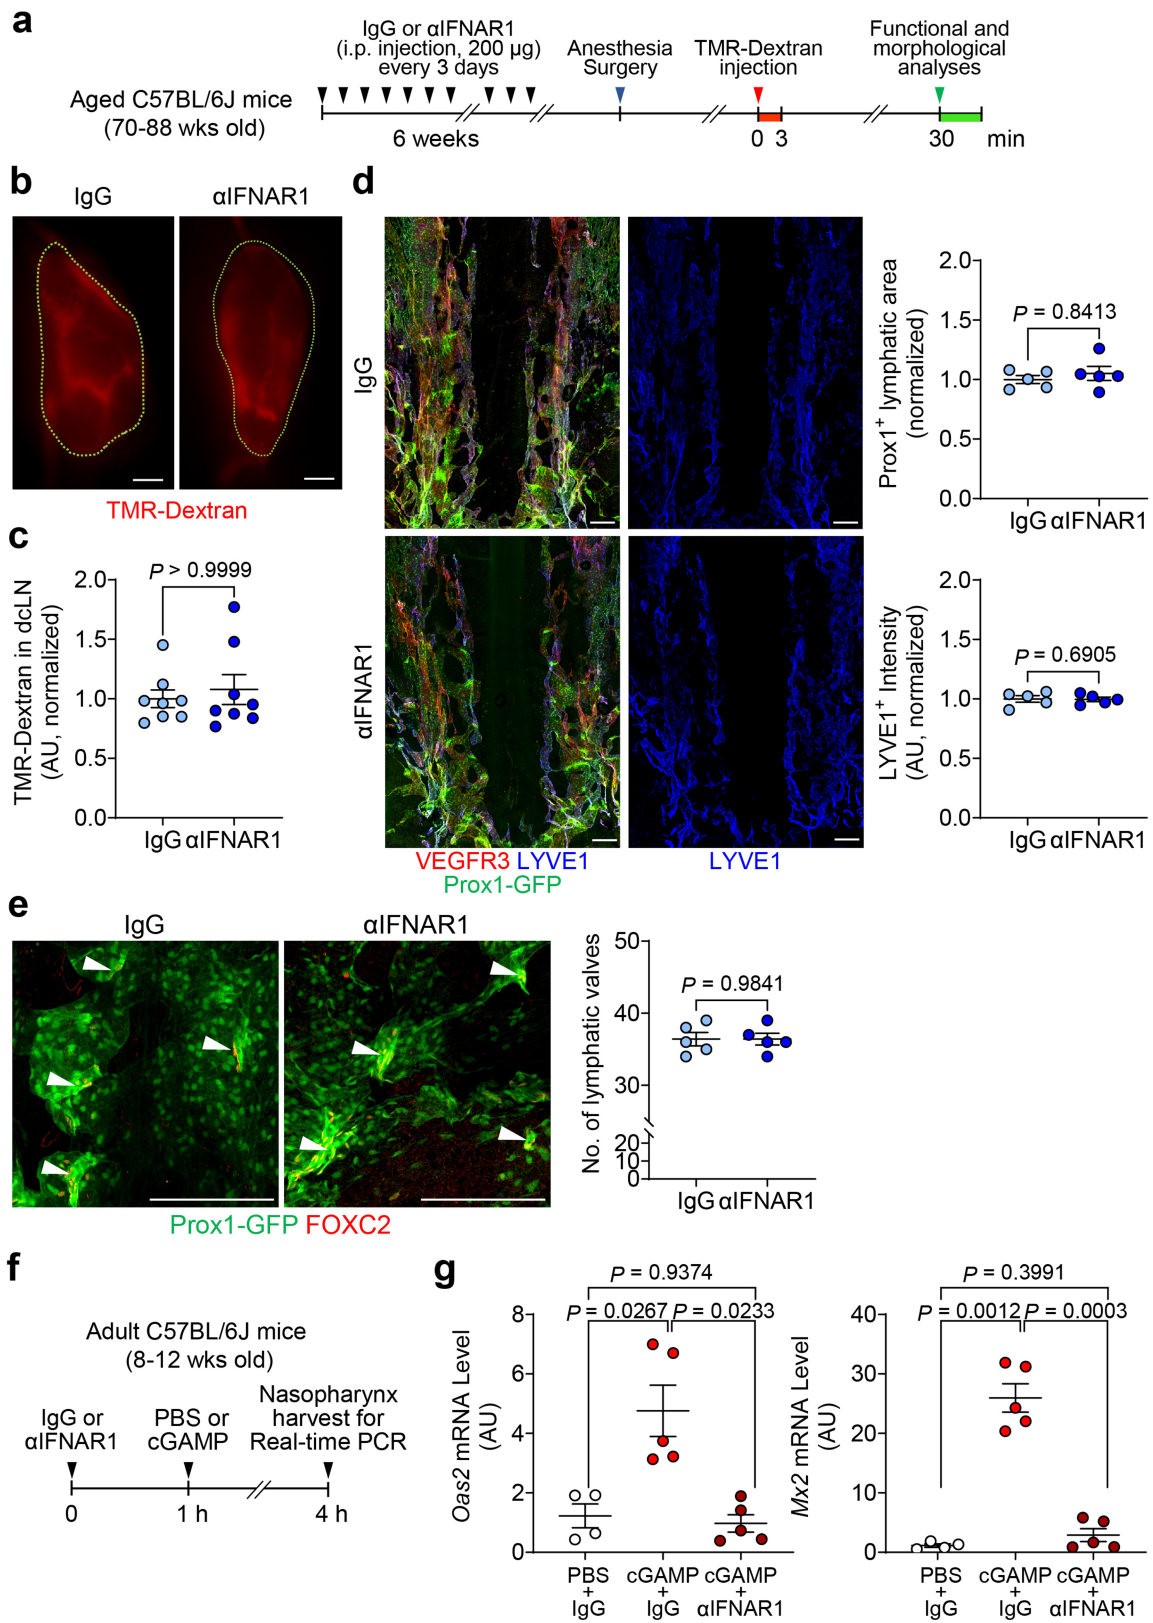 a
IgG or αIFNAR1
(i.p. injection, 200 µg)
every 3 days
Anesthesia
Surgery
TMR-Dextran
injection
Functional and
morphological
analyses
Aged C57BL/6J mice
(70-88 wks old)
6 weeks
0 3
30
min
b
IgG
αIFNAR1
TMR-Dextran
c
P > 0.9999
TMR-Dextran in dcLN
(AU, normalized)
2.0
1.5
1.0
0.5
0.0
IgG αIFNAR1
d
IgG
αIFNAR1
VEGFR3 LYVE1
Prox1-GFP
LYVE1
Prox1+ lymphatic area
(normalized)
2.0
1.5
1.0
0.5
0.0
P = 0.8413
IgG αIFNAR1
LYVE1+ Intensity
(AU, normalized)
2.0
1.5
1.0
0.5
0.0
P = 0.6905
IgG αIFNAR1
e
IgG
αIFNAR1
Prox1-GFP FOXC2
No. of lymphatic valves
50
40
30
20
10
0
P = 0.9841
IgG αIFNAR1
f
Adult C57BL/6J mice
(8-12 wks old)
IgG or
αIFNAR1
PBS or
cGAMP
Nasopharynx
harvest for
Real-time PCR
0
1 h
4 h
g
P = 0.9374
P = 0.0267
P = 0.0233
Oas2 mRNA Level
(AU)
8
6
4
2
0
PBS
+
IgG
cGAMP
+
IgG
cGAMP
+
αIFNAR1
P = 0.3991
P = 0.0012
P = 0.0003
Mx2 mRNA Level
(AU)
40
30
20
10
0
PBS
+
IgG
cGAMP
+
IgG
cGAMP
+
αIFNAR1